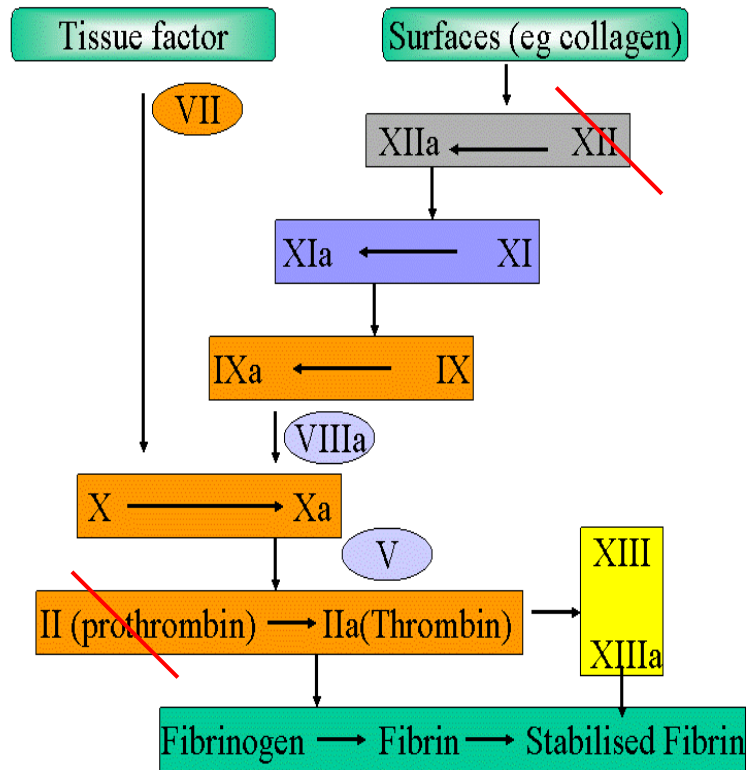 Tissue factor
Surfaces (eg collagen)
VII
XIIa XII
XIa XI
IXa IX
VIIIa
X Xa
V
XIII
II (prothrombin) IIa(Thrombin)
XIIIa
Fibrinogen Fibrin Stabilised Fibrin